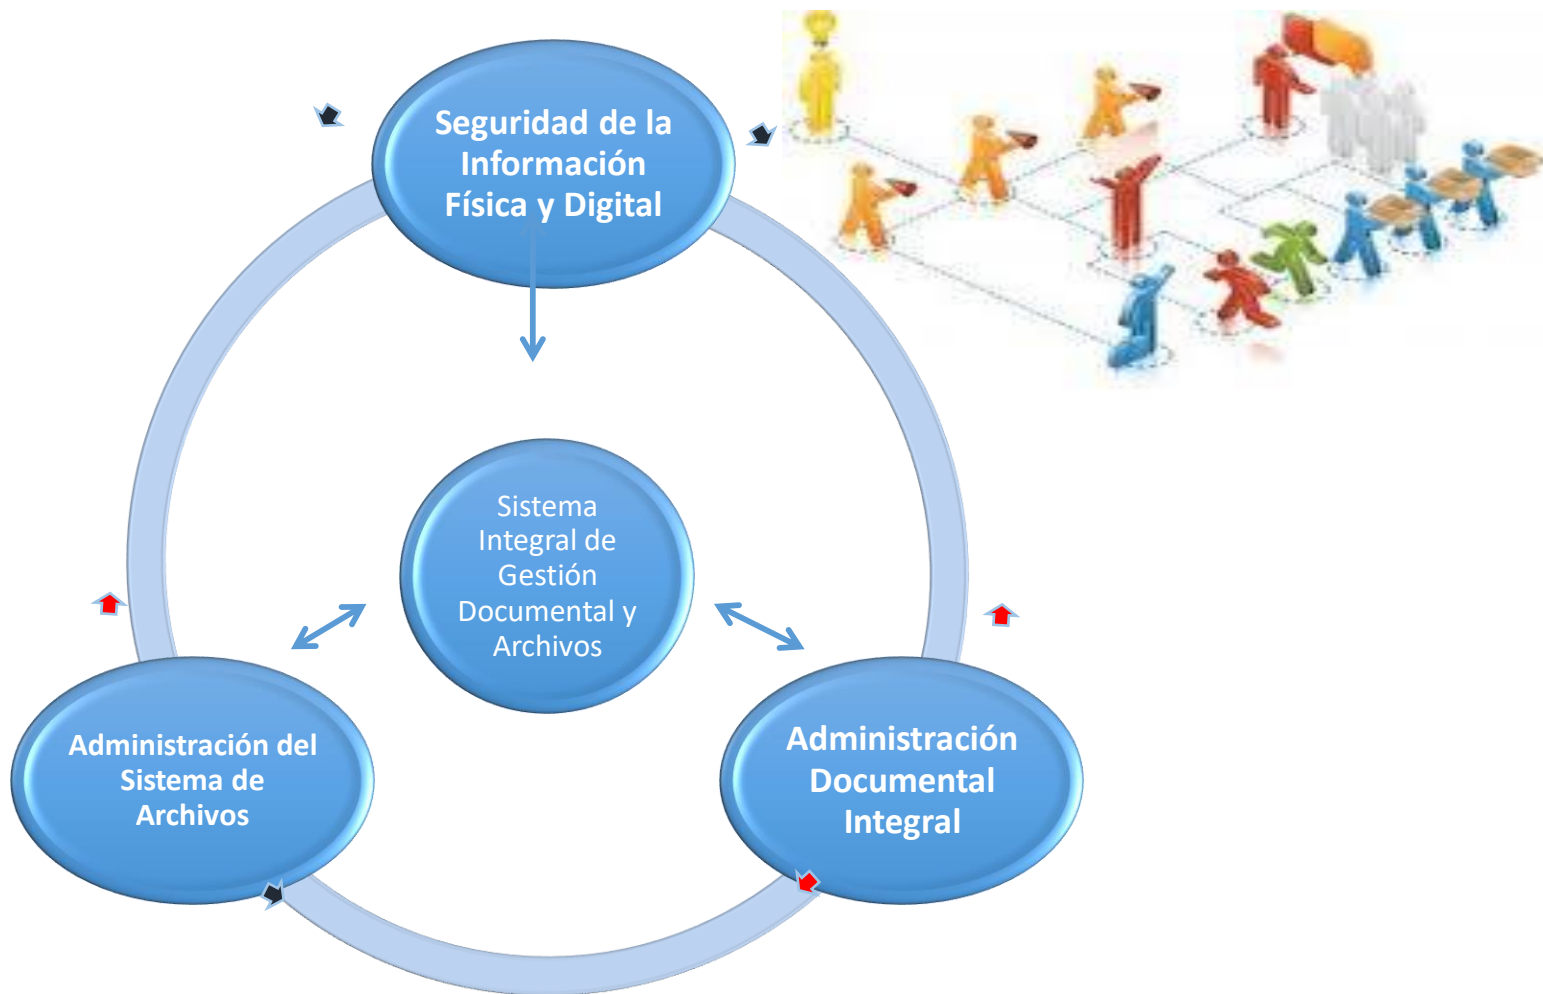 Seguridad de la
Información
Física y Digital
Sistema
Integral de
Gestión
Documental y
Archivos
Administración del
Sistema de
Archivos
Administración
Documental
Integral